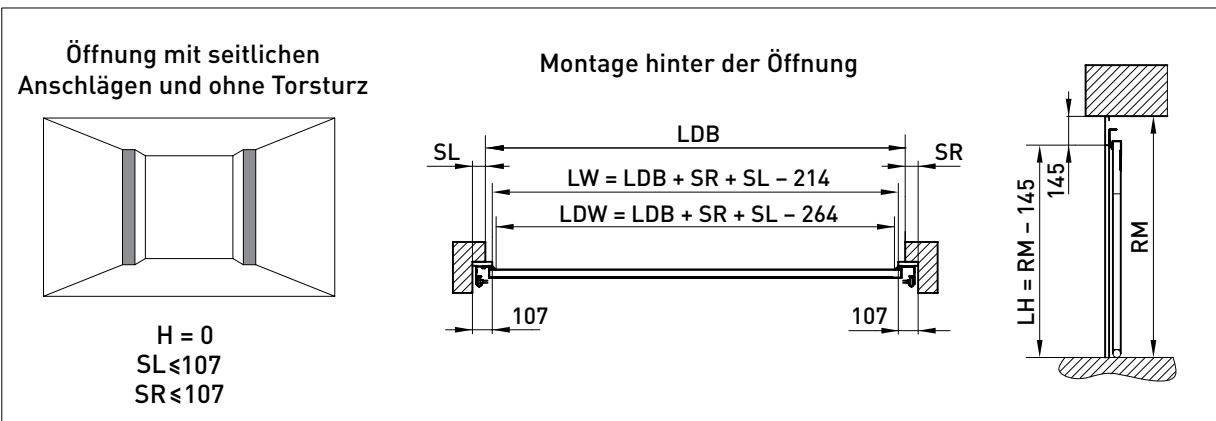 Öffnung mit seitlichen
Anschlägen und ohne Torsturz
H = 0
SL≤107
SR≤107
Montage hinter der Öffnung
LDB
SL
SR
LW = LDB + SR + SL – 214
LDW = LDB + SR + SL – 264
107
107
LH = RM – 145
145
RM